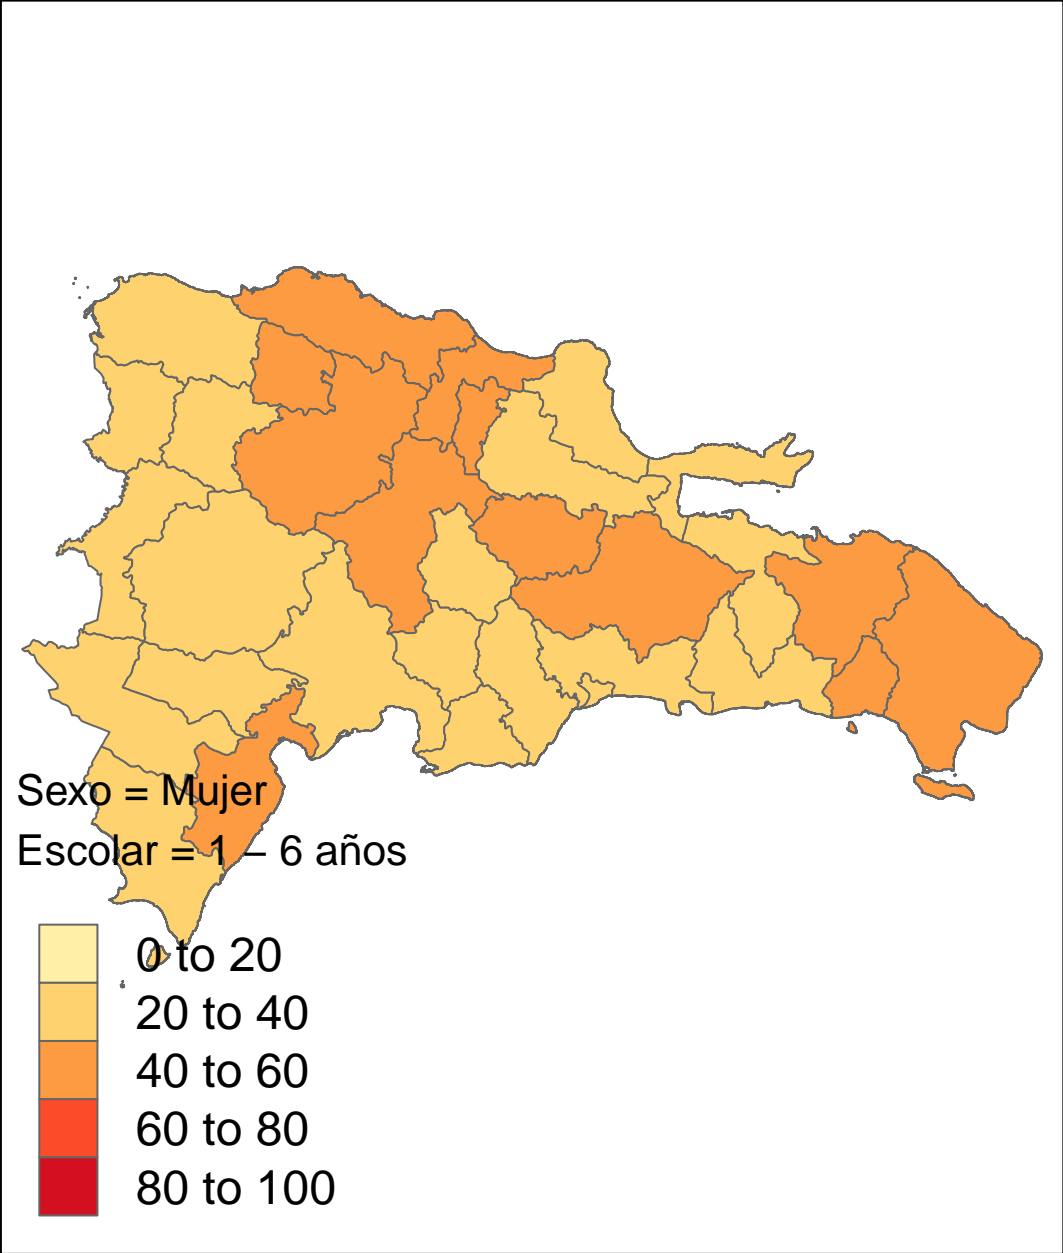 Sexo = Mujer
Escolar = 1 – 6 años
0 to 20
20 to 40
40 to 60
60 to 80
80 to 100